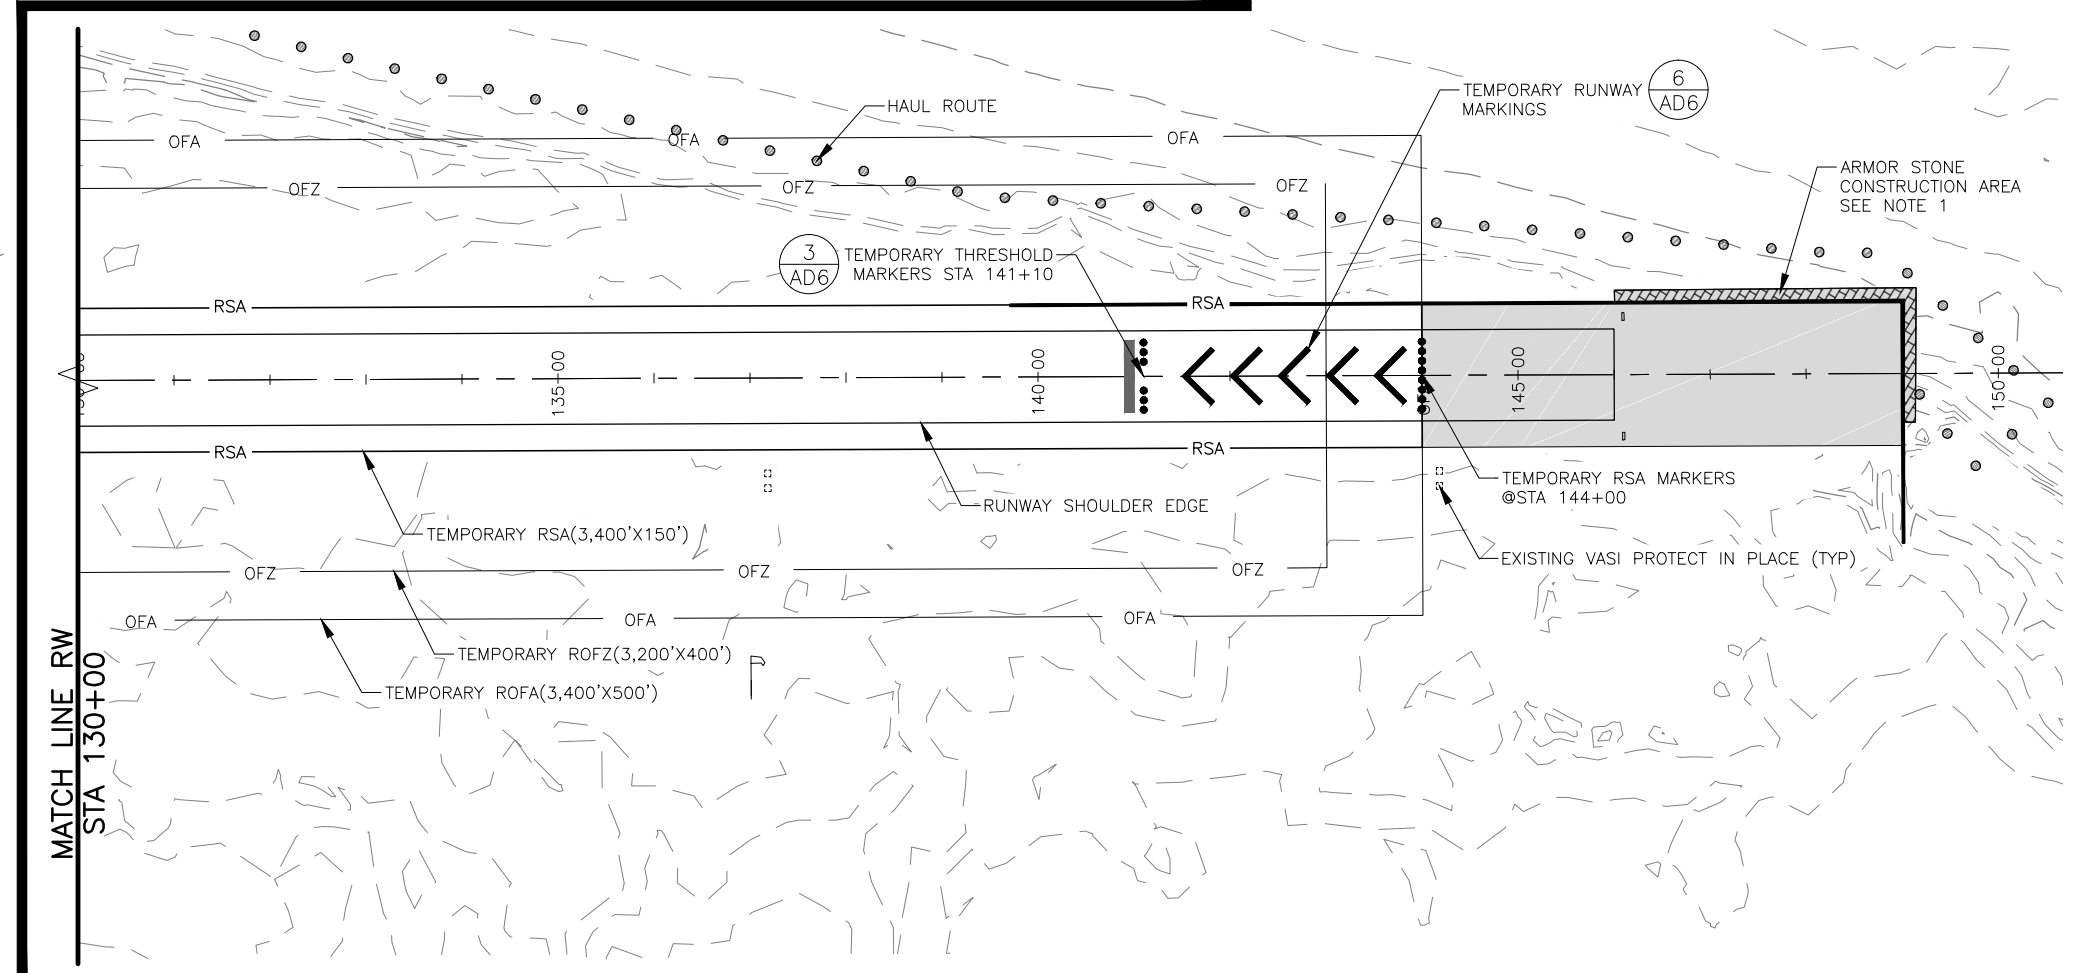 HAUL ROUTE
TEMPORARY RUNWAY
MARKINGS
6
AD6
ARMOR STONE
CONSTRUCTION AREA
SEE NOTE 1
OFA
OFA
OFA
OFZ
OFZ
OFZ
3
AD6
TEMPORARY THRESHOLD
MARKERS STA 141+10
RSA
RSA
135+00
140+00
145+00
150+00
RSA
RSA
TEMPORARY RSA MARKERS
@STA 144+00
RUNWAY SHOULDER EDGE
TEMPORARY RSA(3,400'X150')
EXISTING VASI PROTECT IN PLACE (TYP)
OFZ
OFZ
OFZ
OFA
OFA
OFA
TEMPORARY ROFZ(3,200'X400')
TEMPORARY ROFA(3,400'X500')
MATCH LINE RW
STA 130+00